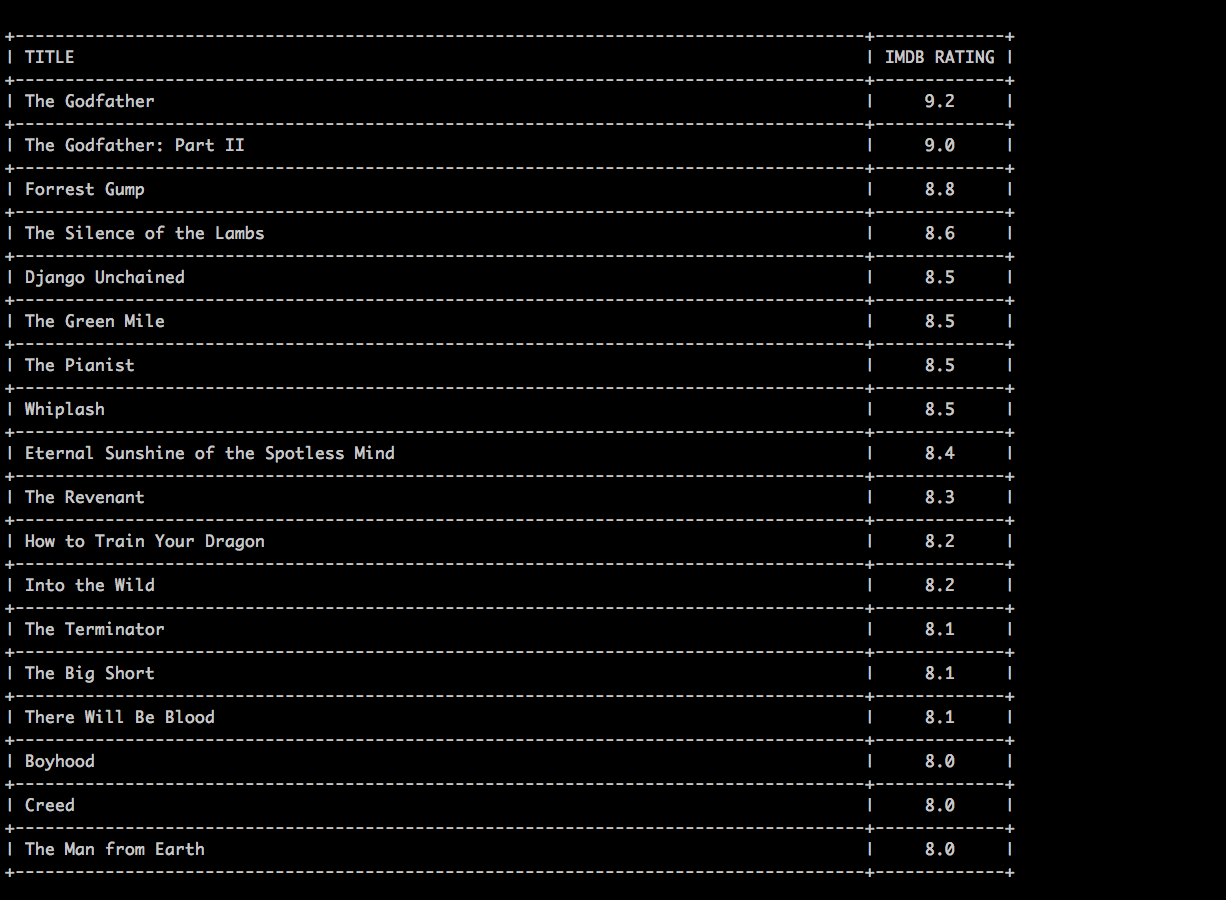 TITLE IMDB RATING
The Godfather 9.2
The Godfather: Part II 9.0
Forrest Gump 8.8
The Silence of the Lambs 8.6
Django Unchained 8.5
The Green Mile 8.5
The Pianist 8.5
Whiplash 8.5
Eternal Sunshine of the Spotless Mind 8.4
The Revenant 8.3
How to Train Your Dragon 8.2
Into the Wild 8.2
The Terminator 8.1
The Big Short 8.1
There Will Be Blood 8.1
Boyhood 8.0
Creed 8.0
The Man from Earth 8.0